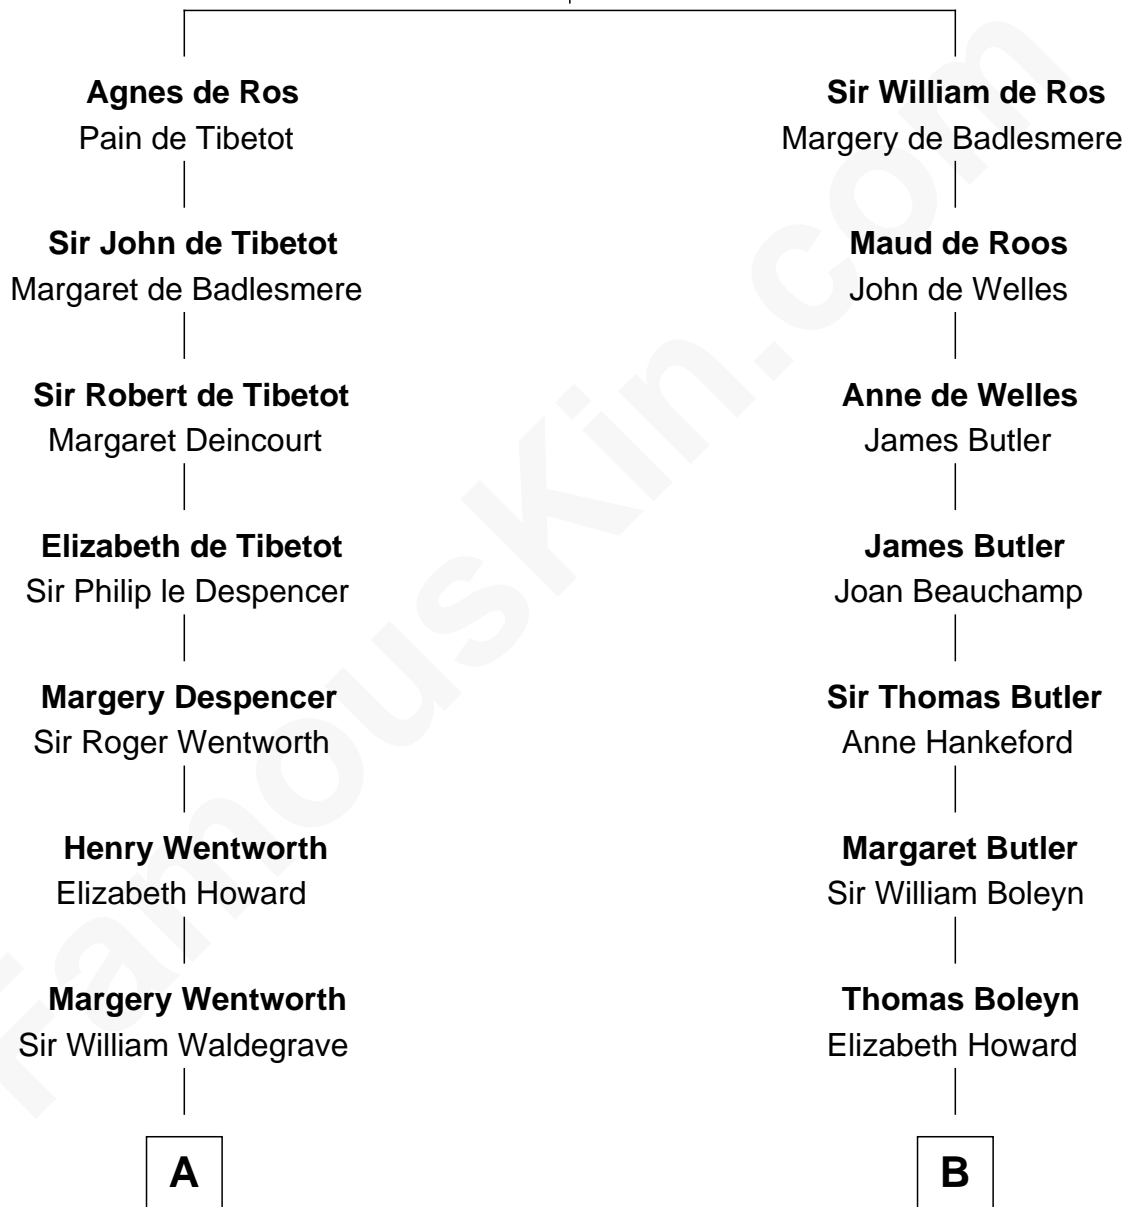 Agnes de Ros
Pain de Tibetot
Sir John de Tibetot
Margaret de Badlesmere
Sir Robert de Tibetot
Margaret Deincourt
Elizabeth de Tibetot
Sir Philip le Despencer
Margery Despencer
Sir Roger Wentworth
Henry Wentworth
Elizabeth Howard
Margery Wentworth
Sir William Waldegrave
A
Sir William de Ros
Margery de Badlesmere
Maud de Roos
John de Welles
Anne de Welles
James Butler
James Butler
Joan Beauchamp
Sir Thomas Butler
Anne Hankeford
Margaret Butler
Sir William Boleyn
Thomas Boleyn
Elizabeth Howard
B
FamousKin.com